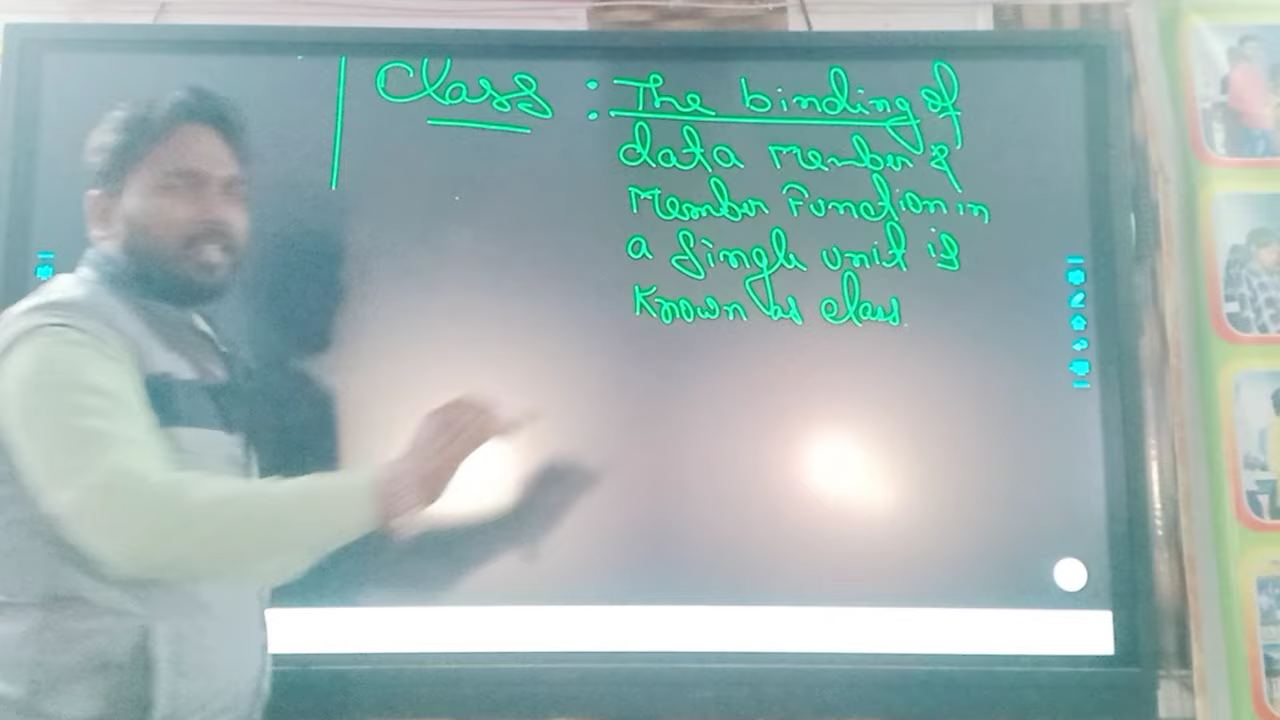 Class : The binding of
data Member &
Member Function in
a Single unit is
Known as class.